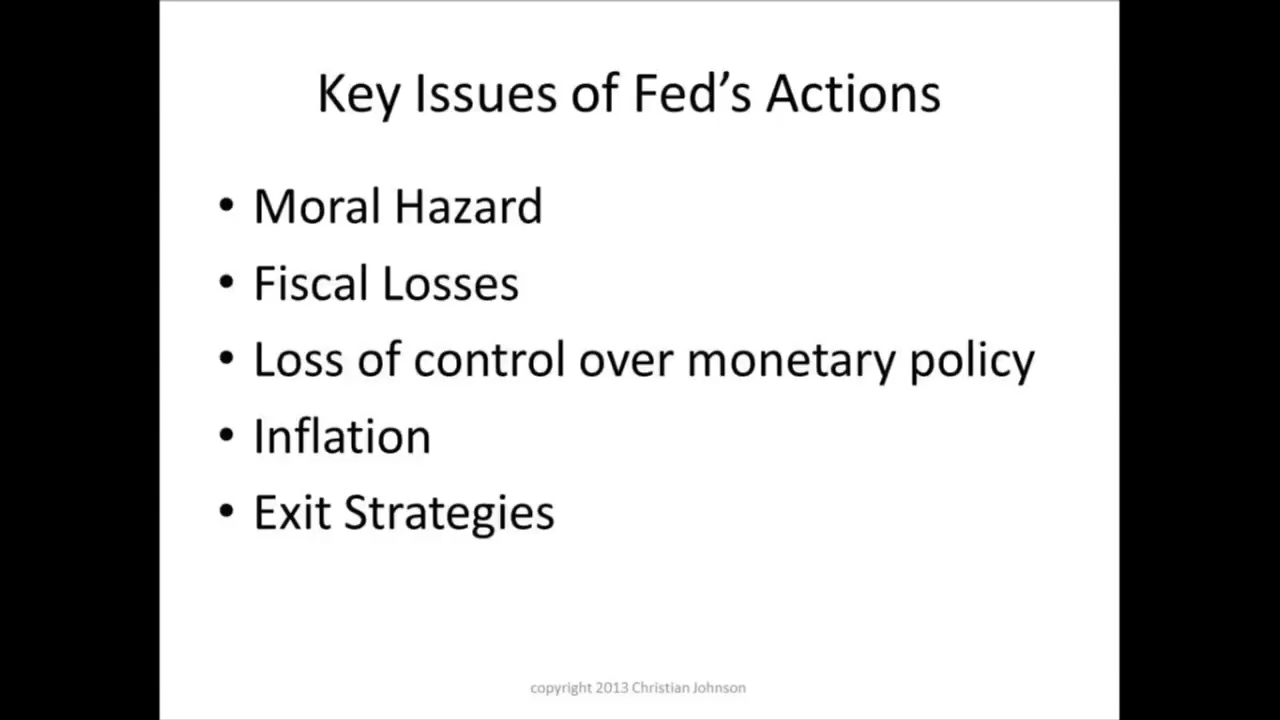 Key Issues of Fed's Actions
• Moral Hazard
• Fiscal Losses
• Loss of control over monetary policy
• Inflation
• Exit Strategies
copyright 2013 Christian Johnson